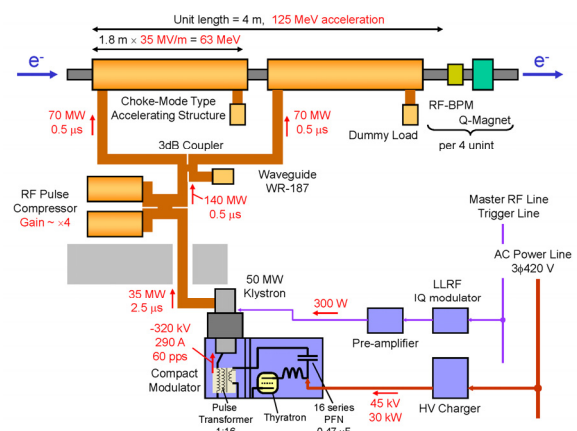 Unit length = 4 m, 125 MeV acceleration
1.8 m × 35 MV/m = 63 MeV
e-
e-
Choke-Mode Type
Accelerating Structure
70 MW
0.5 μs
70 MW
0.5 μs
Dummy Load
RF-BPM
Q-Magnet
per 4 unint
3dB Coupler
Waveguide
WR-187
140 MW
0.5 μs
RF Pulse
Compressor
Gain ~ ×4
Master RF Line
Trigger Line
AC Power Line
3ϕ420 V
35 MW
2.5 μs
50 MW
Klystron
300 W
LLRF
IQ modulator
Pre-amplifier
-320 kV
290 A
60 pps
Compact
Modulator
Pulse
Transformer
1:16
Thyratron
16 series
PFN
0.47 μF
45 kV
30 kW
HV Charger